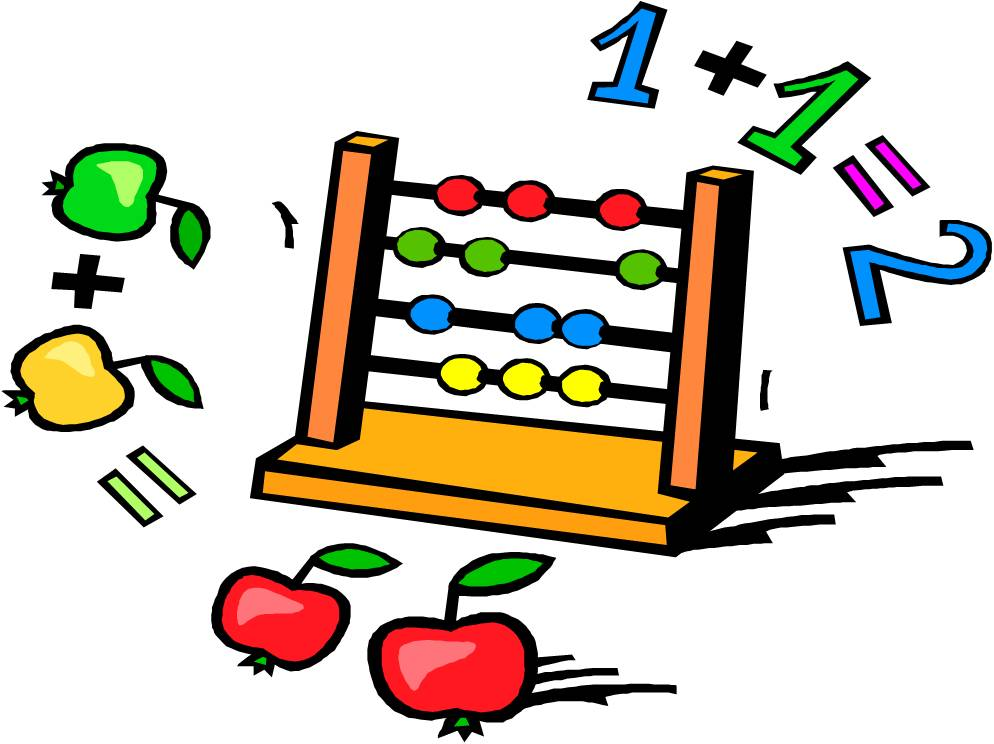 1+1=2
+
=